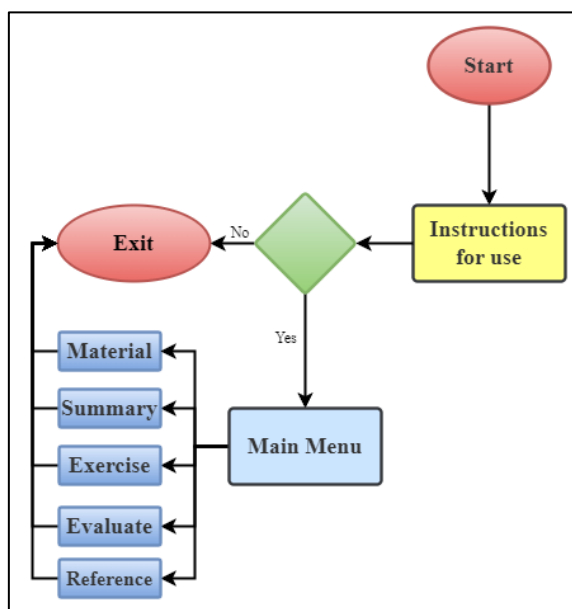 Start
Instructions
for use
No
Exit
Yes
Material
Summary
Main Menu
Exercise
Evaluate
Reference